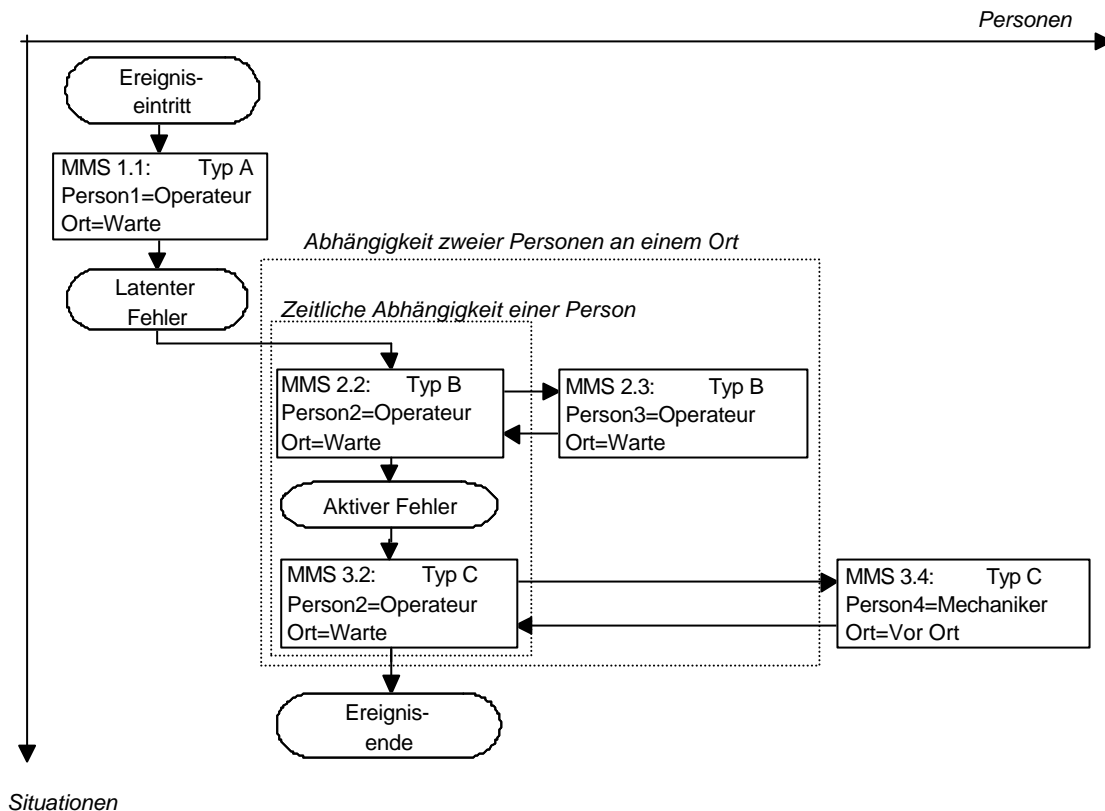 Personen
Ereignis-
eintritt
MMS 1.1: Typ A
Person1=Operateur
Ort=Warte
Latenter
Fehler
Abhängigkeit zweier Personen an einem Ort
Zeitliche Abhängigkeit einer Person
MMS 2.2: Typ B
Person2=Operateur
Ort=Warte
MMS 2.3: Typ B
Person3=Operateur
Ort=Warte
Aktiver Fehler
MMS 3.2: Typ C
Person2=Operateur
Ort=Warte
MMS 3.4: Typ C
Person4=Mechaniker
Ort=Vor Ort
Ereignis-
ende
Situationen